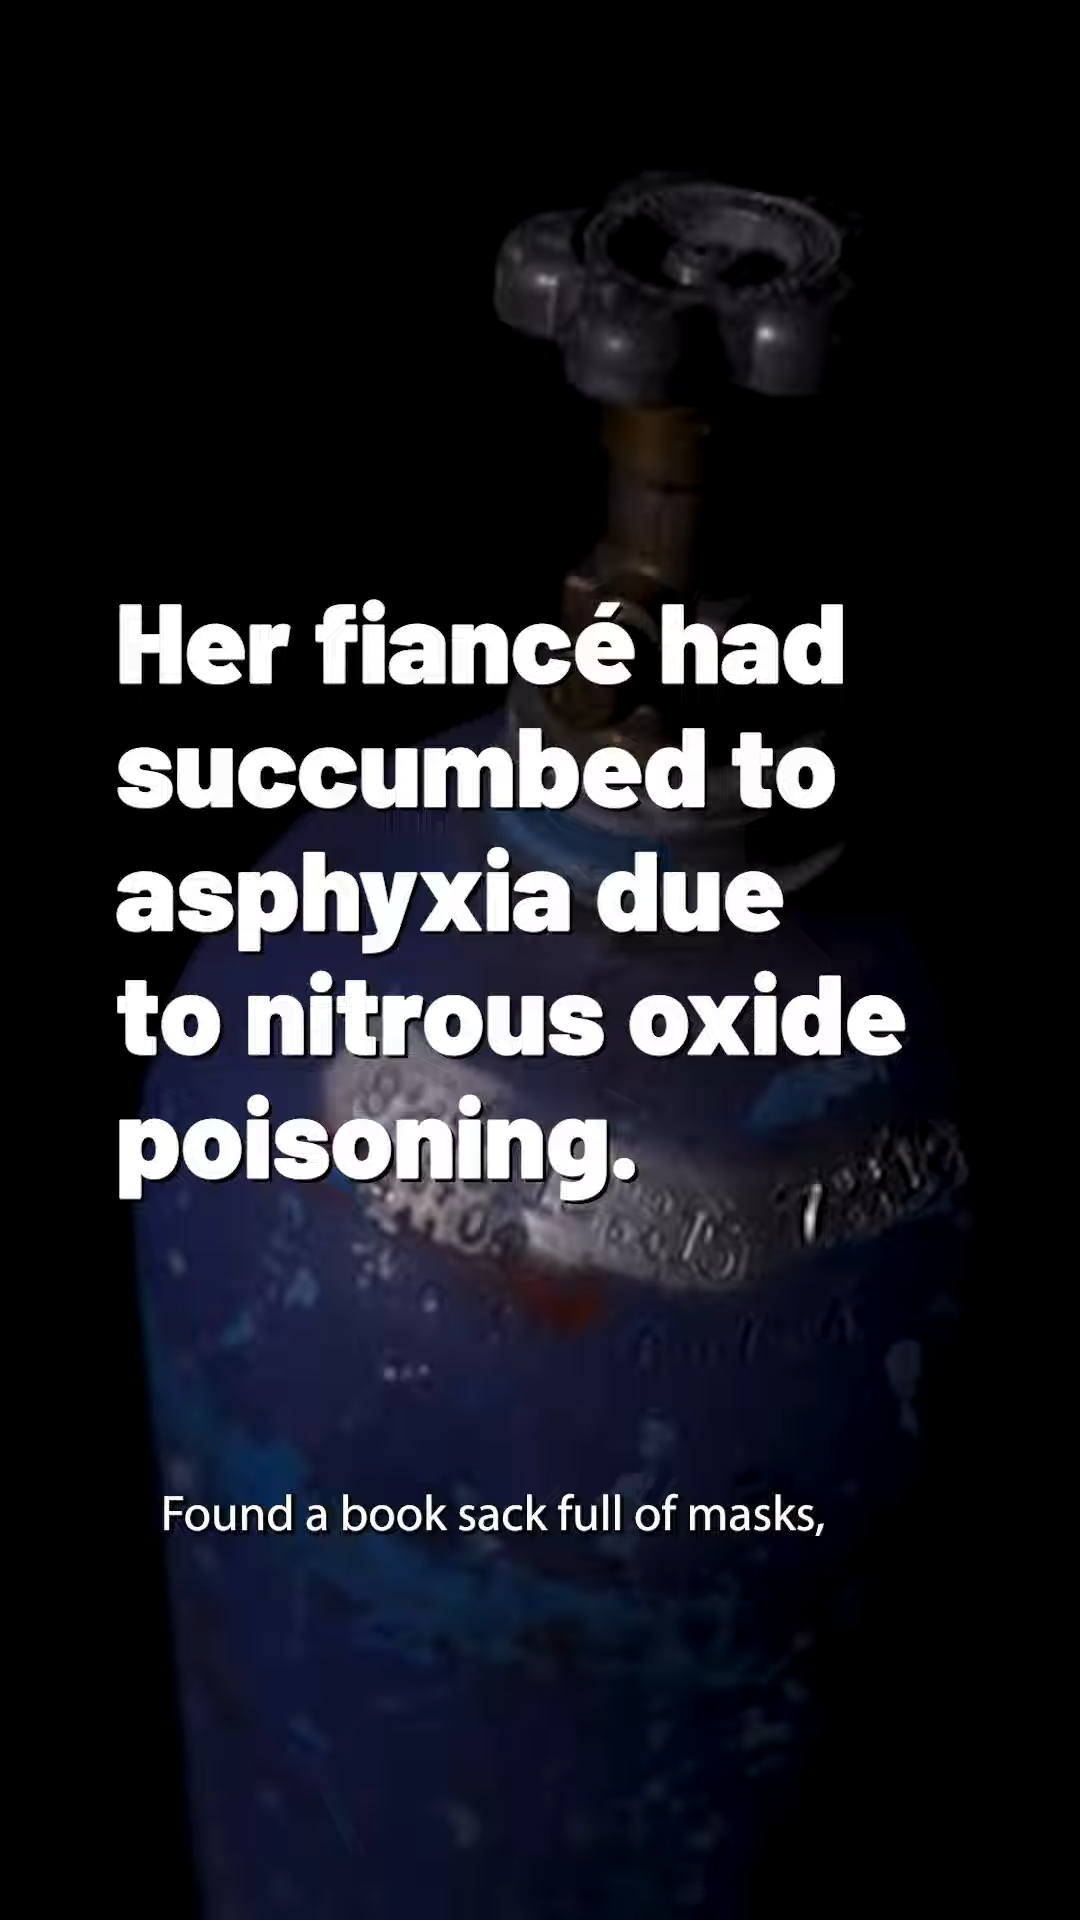 Her fiancé had
succumbed to
asphyxia due
to nitrous oxide
poisoning.
Found a book sack full of masks,